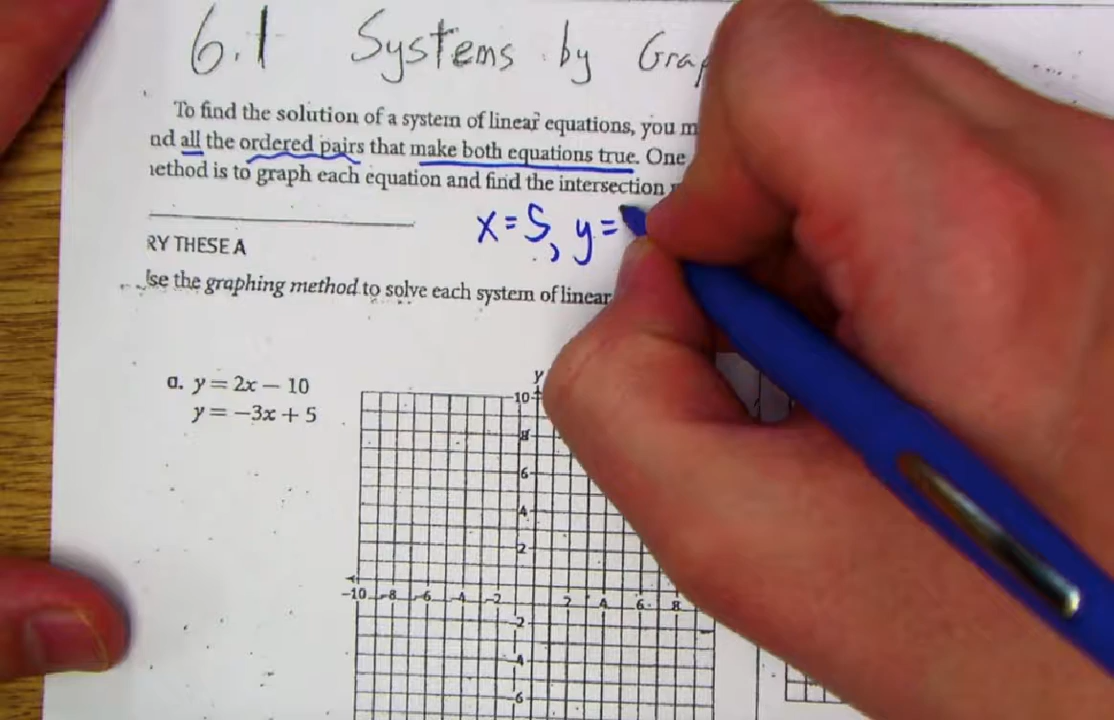 6.1 Systems by
To find the solution of a system of linear equations, you
nd all the ordered pairs that make both equations true. One
ethod is to graph each equation and find the intersection
x=5, y=
RY THESE A
Use the graphing method to solve each system of linear
a. y = 2x − 10
y = −3x + 5
y
10
8
6
4
2
-10 -8 -6 -4 -2 2 4 6 8
-2
-4
-6